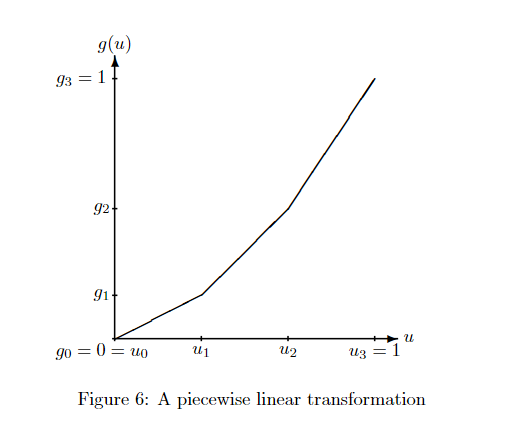 g(u)
g₃ = 1
g₂
g₁
g₀ = 0 = u₀ u₁ u₂ u₃ = 1 u
Figure 6: A piecewise linear transformation